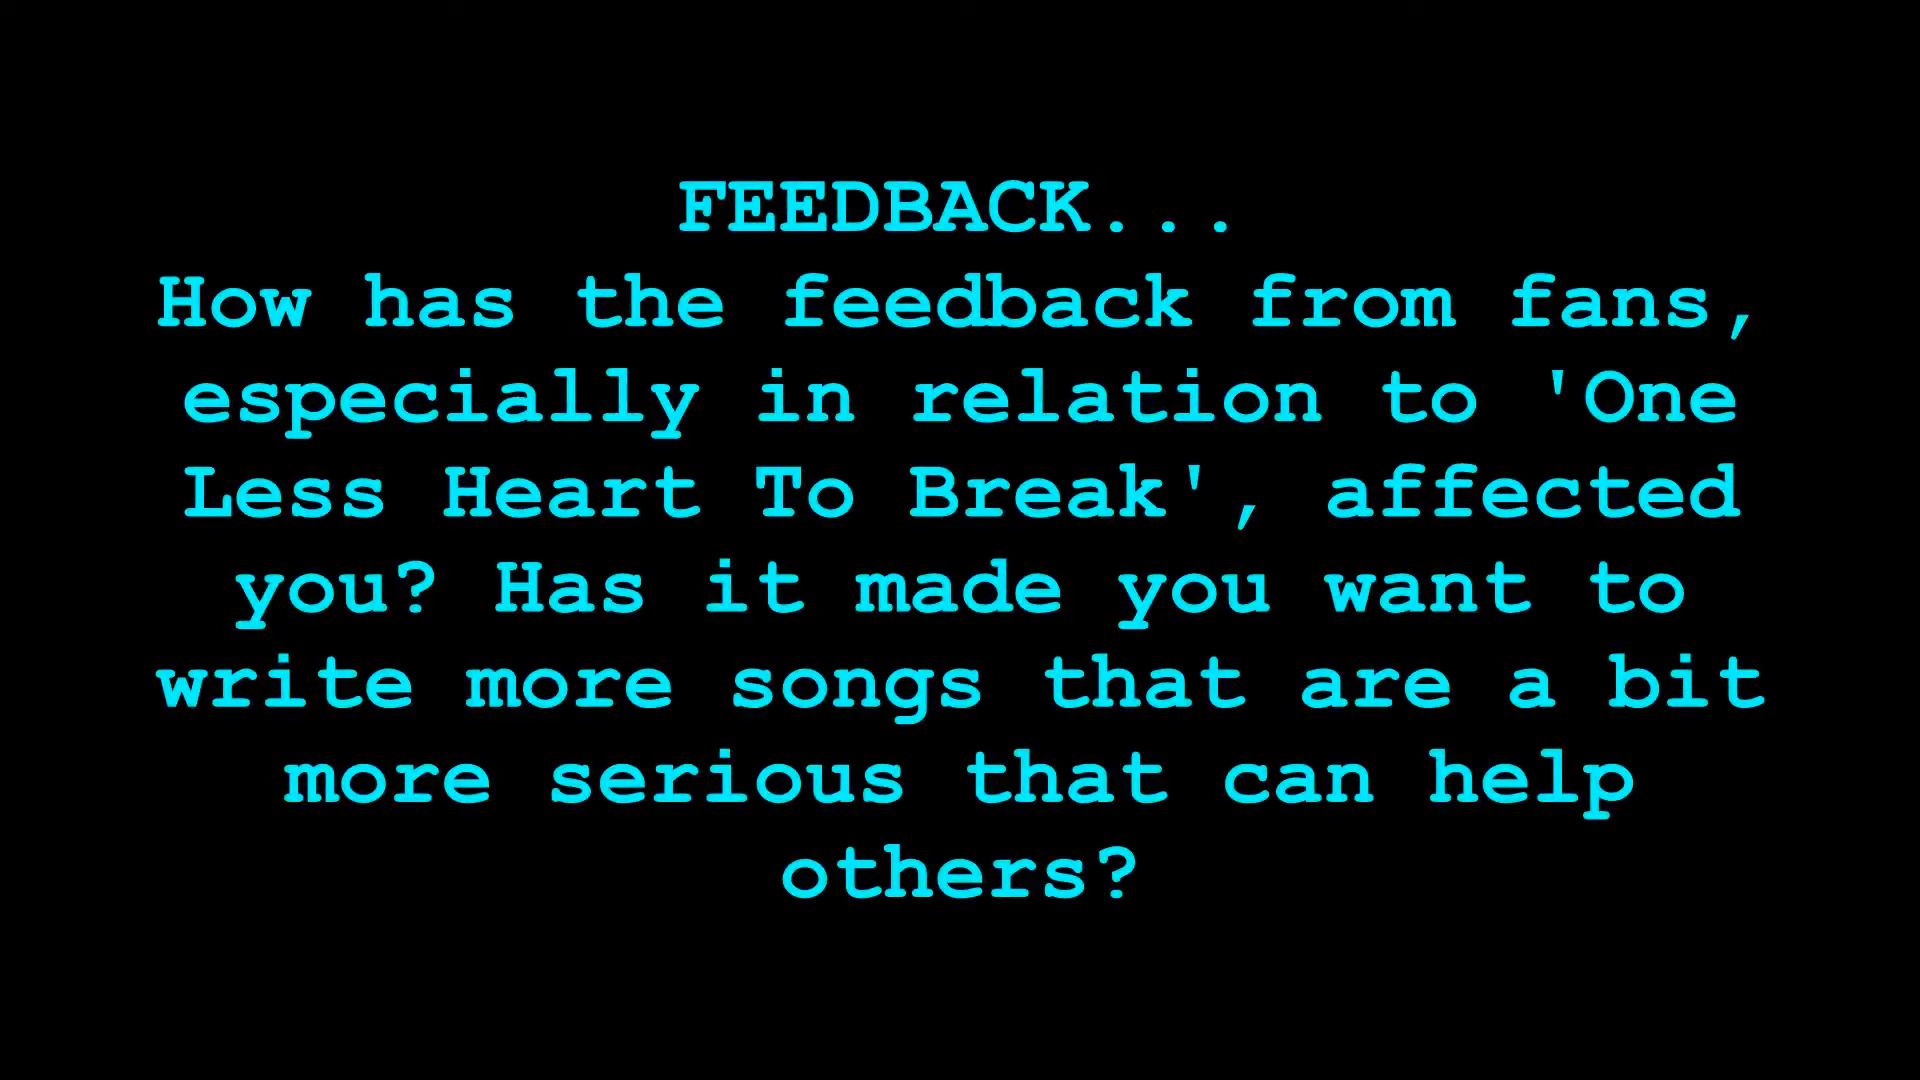 FEEDBACK...
How has the feedback from fans,
especially in relation to 'One
Less Heart To Break', affected
you? Has it made you want to
write more songs that are a bit
more serious that can help
others?